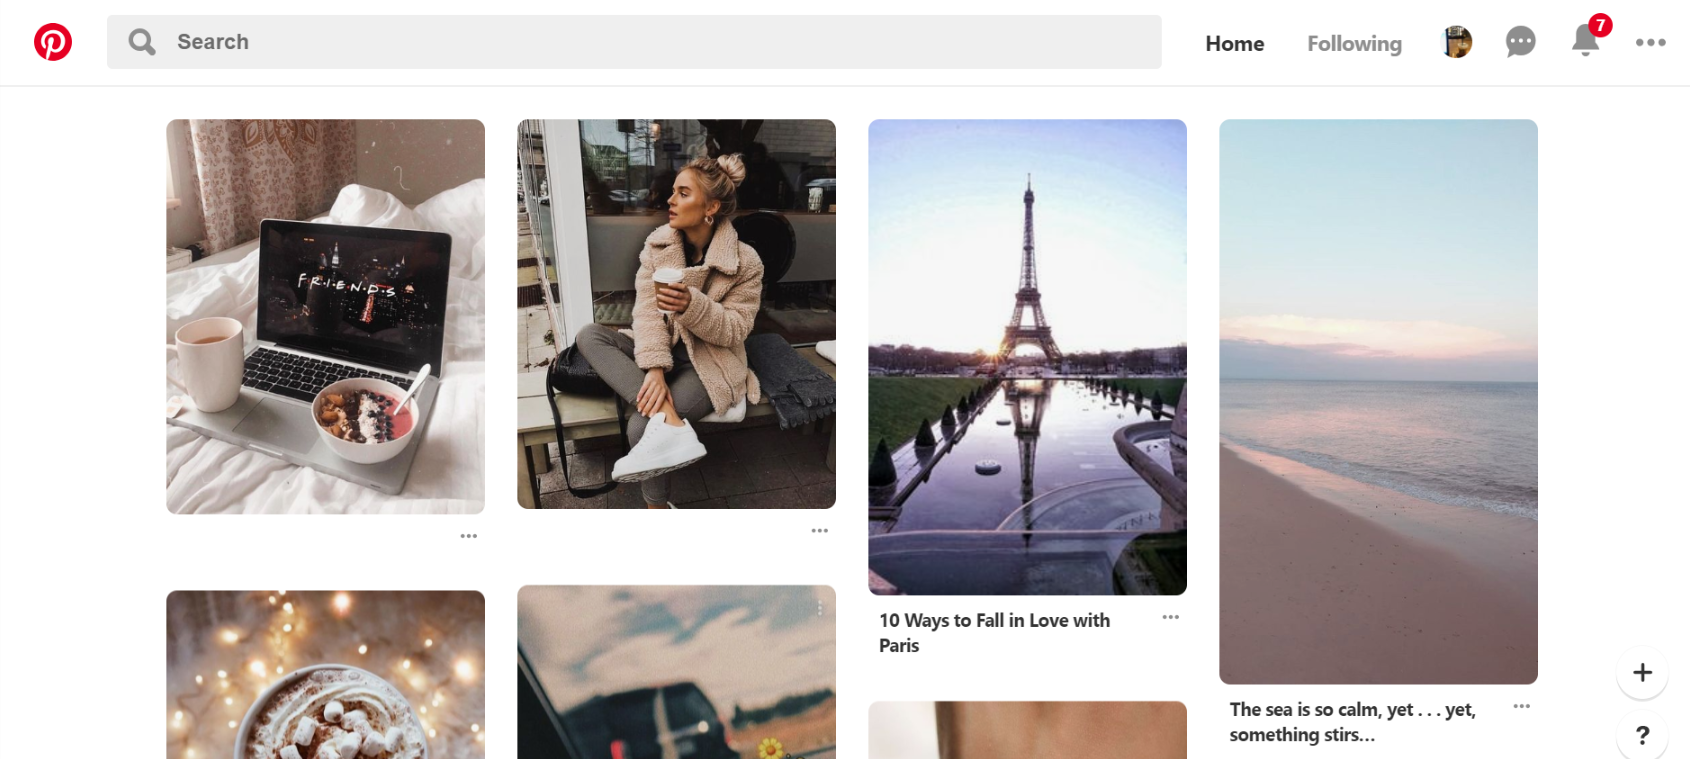 Search
Home
Following
7
F·R·I·E·N·D·S
10 Ways to Fall in Love with
Paris
The sea is so calm, yet . . . yet,
something stirs...
+
?